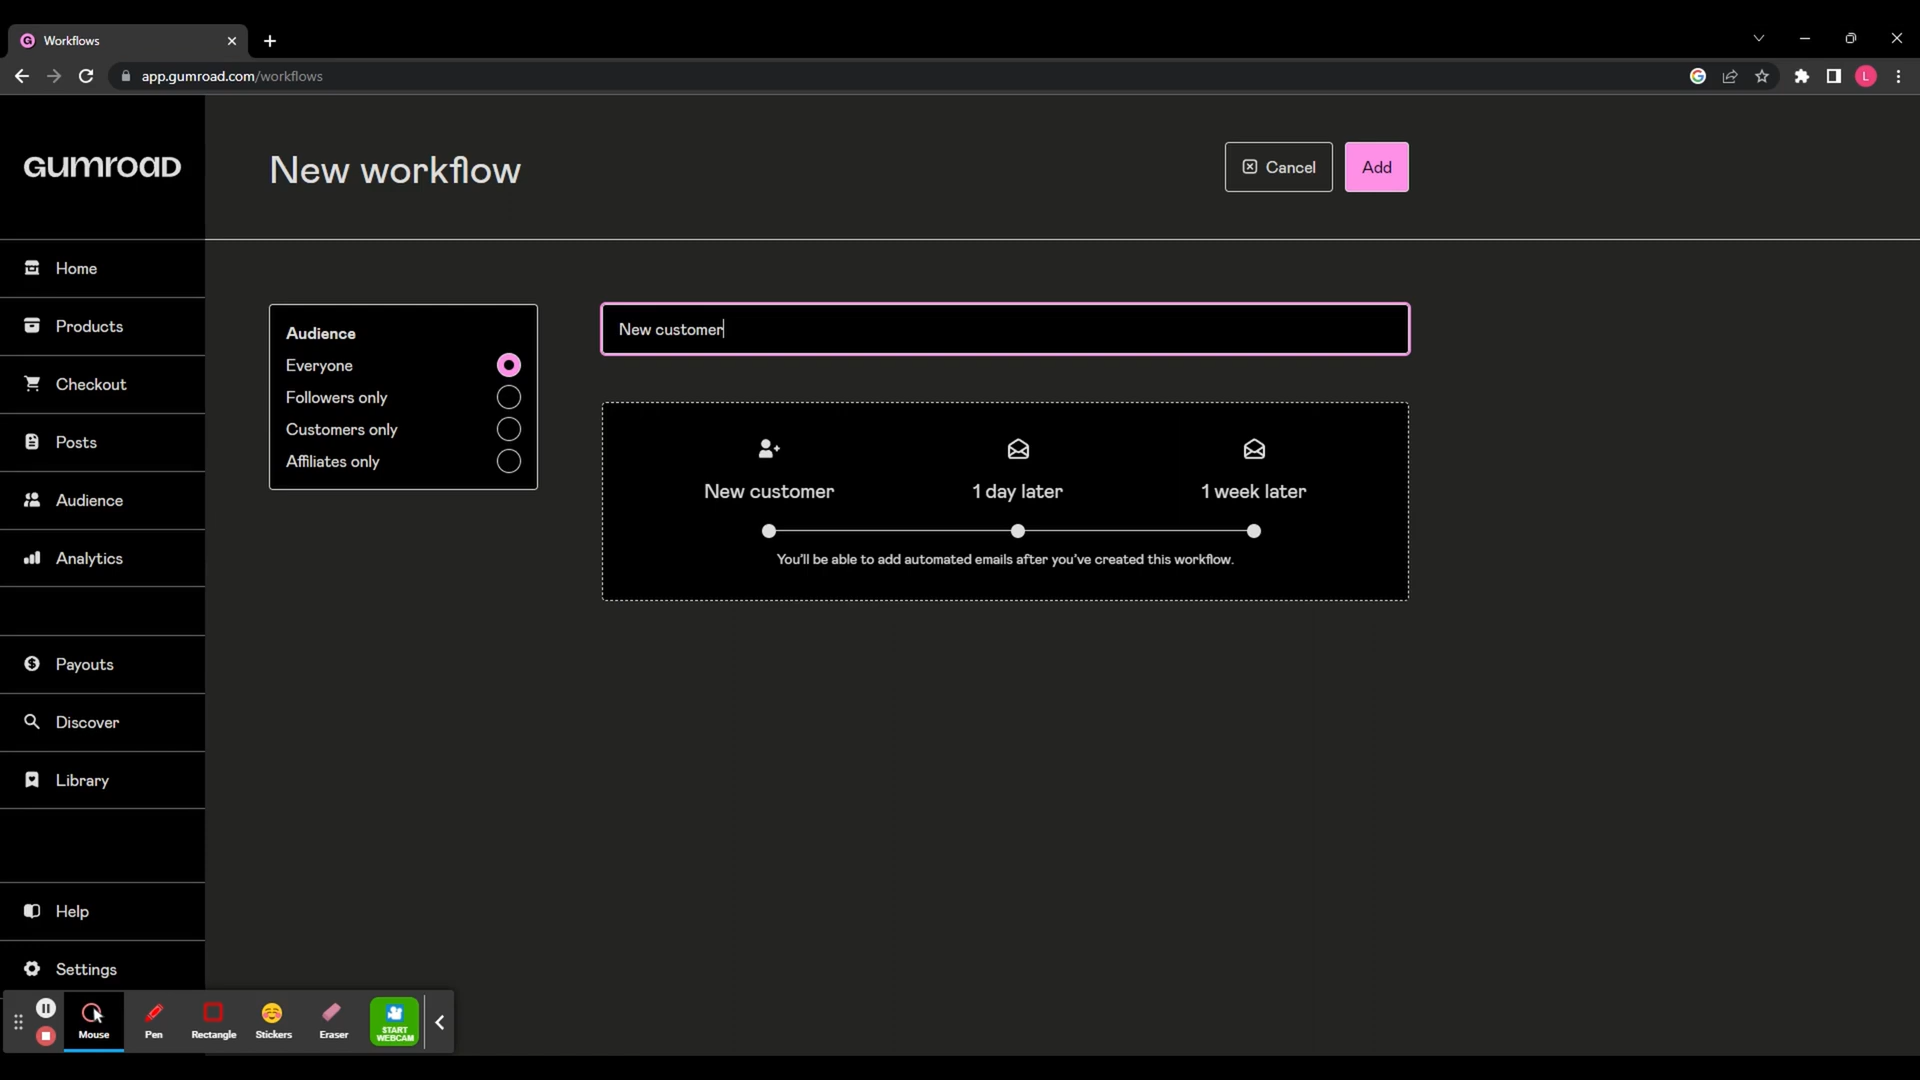 Workflows
app.gumroad.com/workflows
L
GUMROAD
New workflow
Cancel
Add
Home
Products
Checkout
Posts
Audience
Analytics
Payouts
Discover
Library
Help
Settings
Audience
Everyone
Followers only
Customers only
Affiliates only
New customer
New customer
1 day later
1 week later
You'll be able to add automated emails after you've created this workflow.
Mouse
Pen
Rectangle
Stickers
Eraser
START
WEBCAM